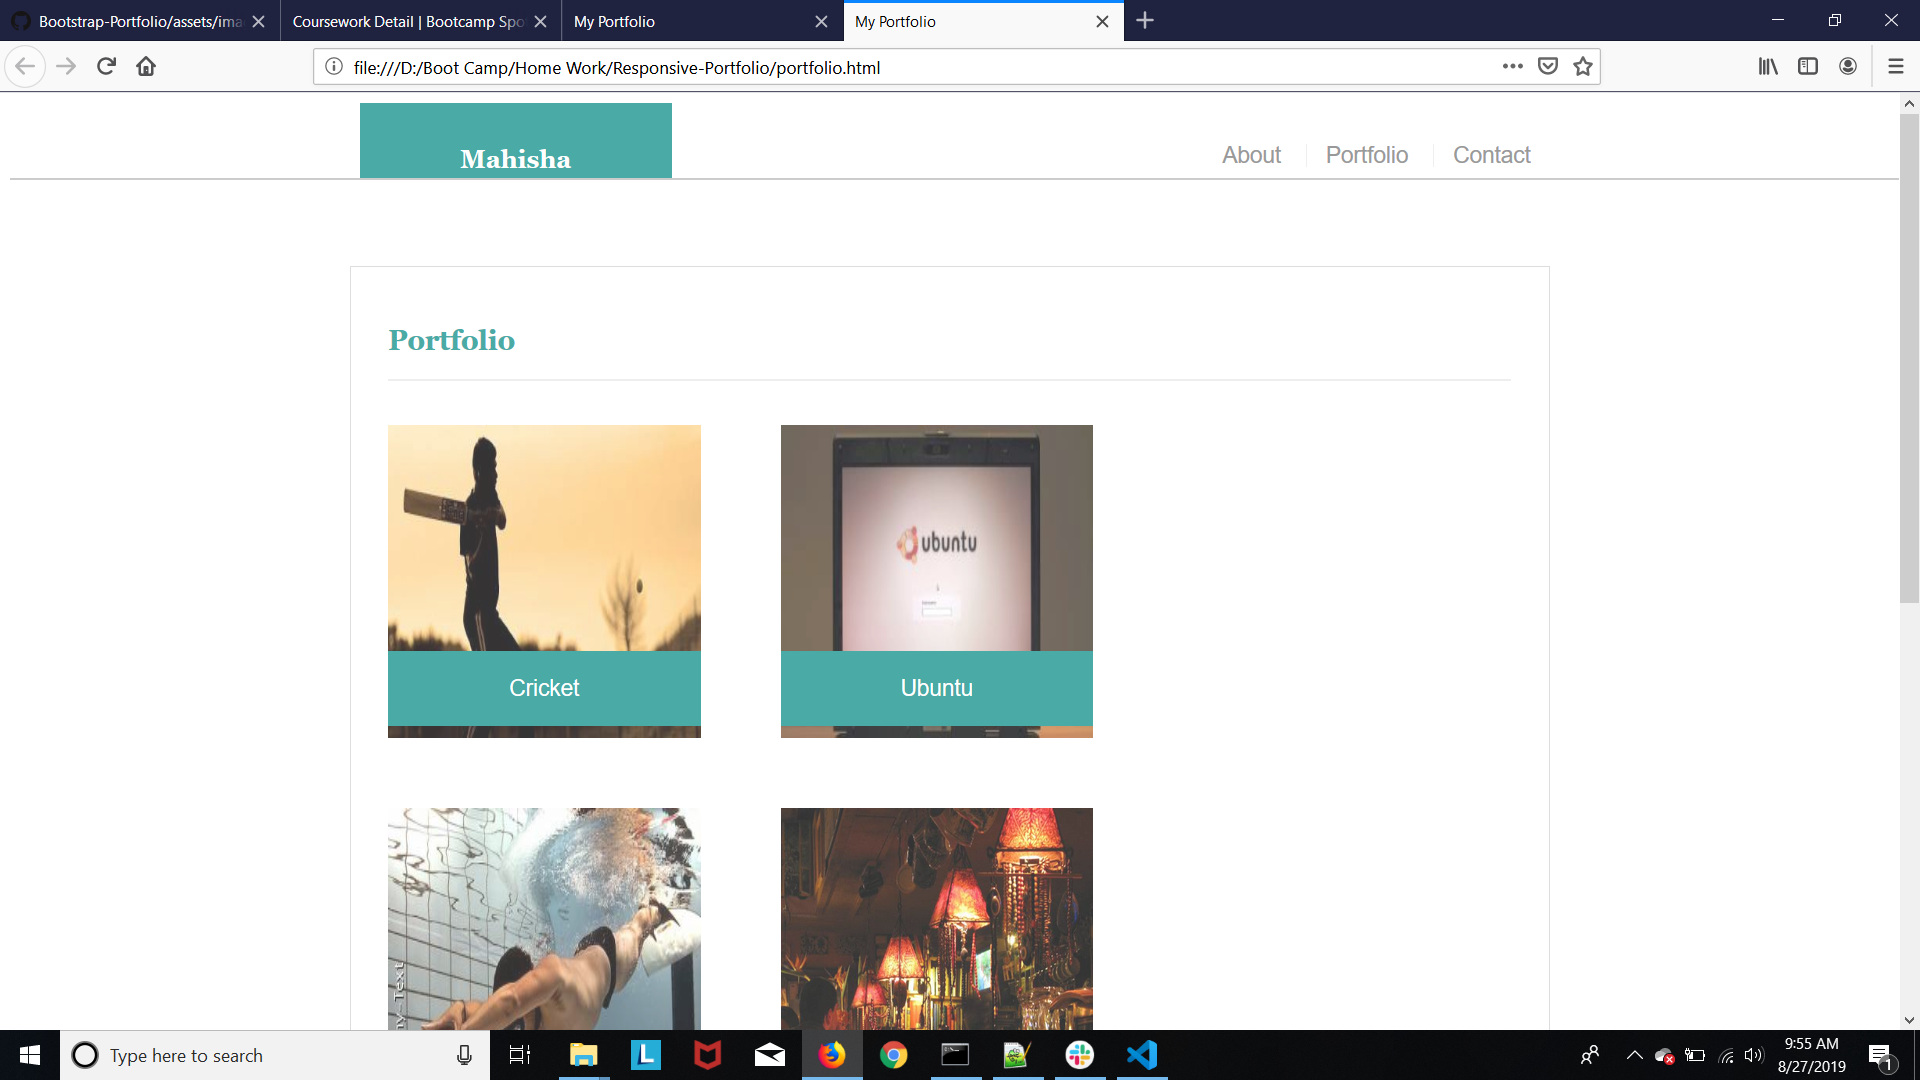 Bootstrap-Portfolio/assets/ima
Coursework Detail | Bootcamp Spo
My Portfolio
My Portfolio
file:///D:/Boot Camp/Home Work/Responsive-Portfolio/portfolio.html
Mahisha
About
Portfolio
Contact
Portfolio
ubuntu
Cricket
Ubuntu
Type here to search
L
9:55 AM
8/27/2019
1